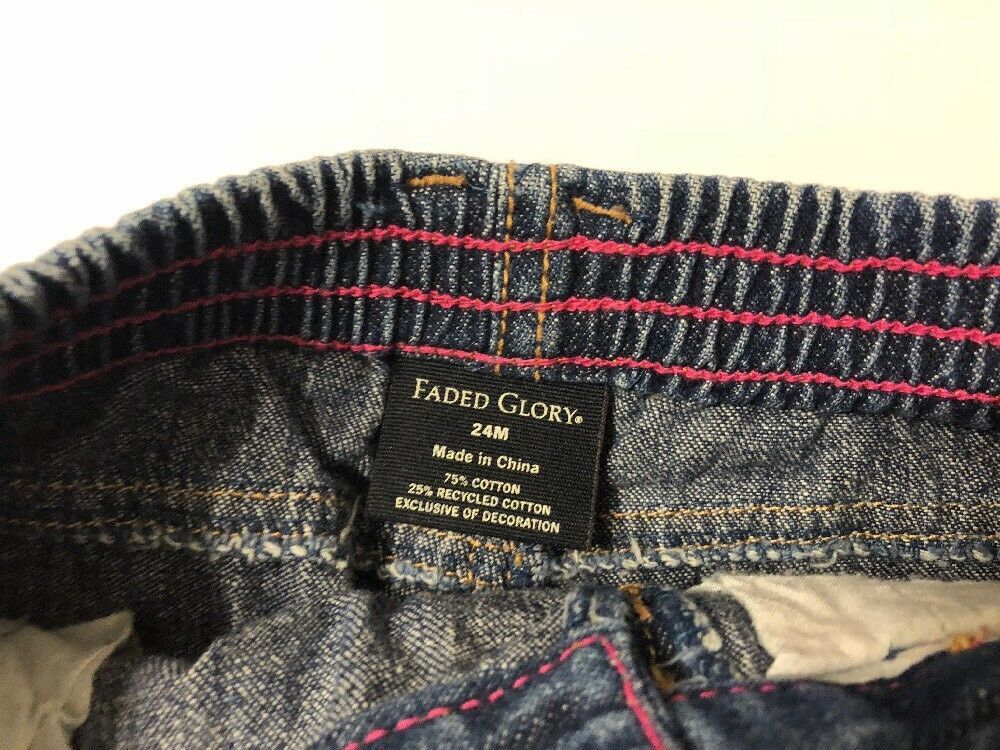 FADED GLORY®
24M
Made in China
75% COTTON
25% RECYCLED COTTON
EXCLUSIVE OF DECORATION